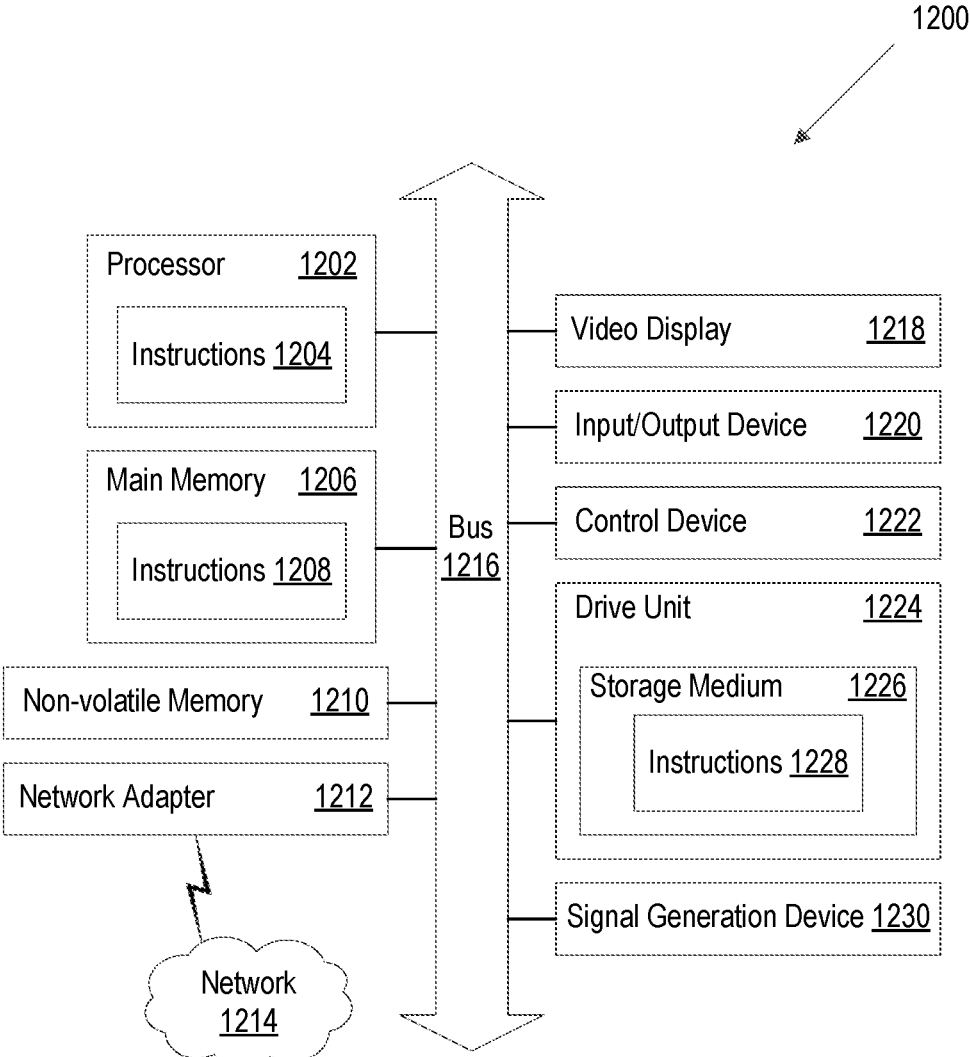 1200
Processor 1202
Instructions 1204
Main Memory 1206
Instructions 1208
Non-volatile Memory 1210
Network Adapter 1212
Network
1214
Bus
1216
Video Display 1218
Input/Output Device 1220
Control Device 1222
Drive Unit 1224
Storage Medium 1226
Instructions 1228
Signal Generation Device 1230